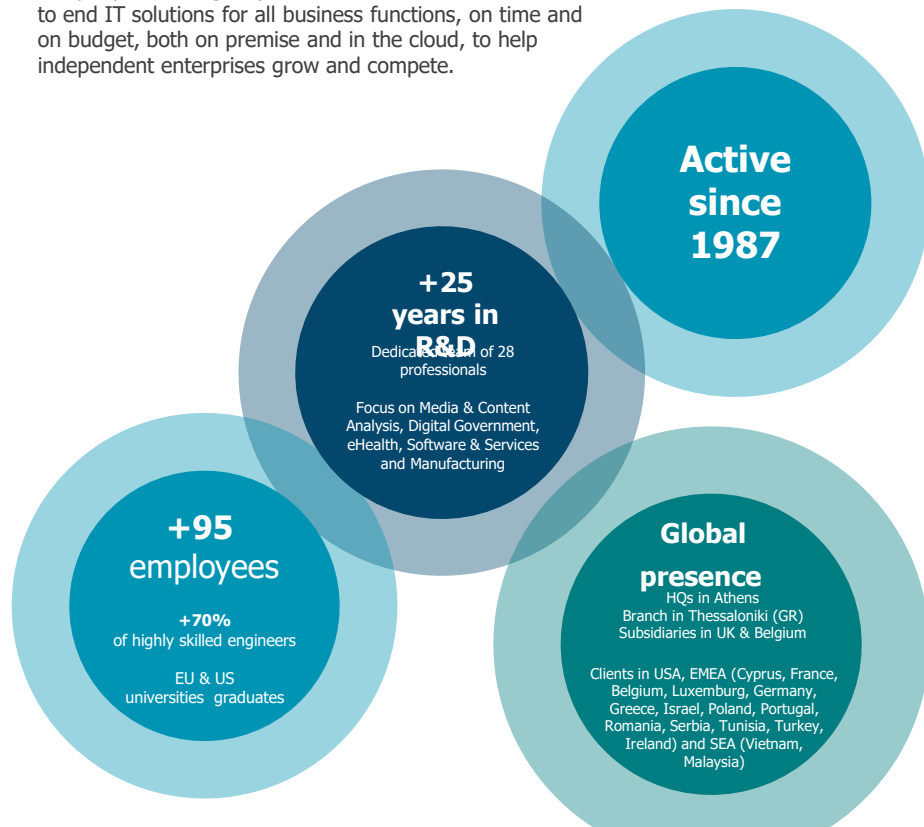 to end IT solutions for all business functions, on time and
on budget, both on premise and in the cloud, to help
independent enterprises grow and compete.
Active
since
1987
+25
years in
R&D
Dedicated team of 28
professionals
Focus on Media & Content
Analysis, Digital Government,
eHealth, Software & Services
and Manufacturing
+95
employees
+70%
of highly skilled engineers
EU & US
universities graduates
Global
presence
HQs in Athens
Branch in Thessaloniki (GR)
Subsidiaries in UK & Belgium
Clients in USA, EMEA (Cyprus, France,
Belgium, Luxemburg, Germany,
Greece, Israel, Poland, Portugal,
Romania, Serbia, Tunisia, Turkey,
Ireland) and SEA (Vietnam,
Malaysia)